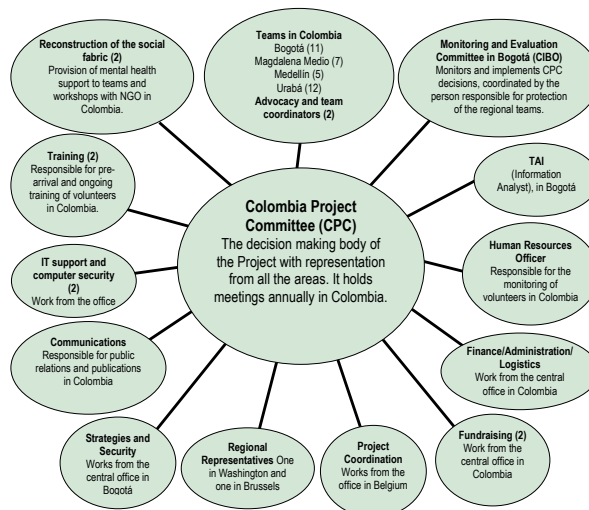 Reconstruction of the social
fabric (2)
Provision of mental health
support to teams and
workshops with NGO in
Colombia.
Teams in Colombia
Bogotá (11)
Magdalena Medio (7)
Medellín (5)
Urabá (12)
Advocacy and team
coordinators (2)
Monitoring and Evaluation
Committee in Bogotá (CIBO)
Monitors and implements CPC
decisions, coordinated by the
person responsible for protection
of the regional teams.
Training (2)
Responsible for pre-
arrival and ongoing
training of volunteers
in Colombia.
TAI
(Information
Analyst), in Bogotá
Colombia Project
Committee (CPC)
The decision making body of
the Project with representation
from all the areas. It holds
meetings annually in Colombia.
IT support and
computer security
(2)
Work from the office
Human Resources
Officer
Responsible for the
monitoring of
volunteers in Colombia
Communications
Responsible for public
relations and publications
in Colombia
Finance/Administration/
Logistics
Work from the central
office in Colombia
Strategies and
Security
Works from the
central office in
Bogotá
Regional
Representatives One
in Washington and
one in Brussels
Project
Coordination
Works from the
office in Belgium
Fundraising (2)
Work from the
central office in
Colombia